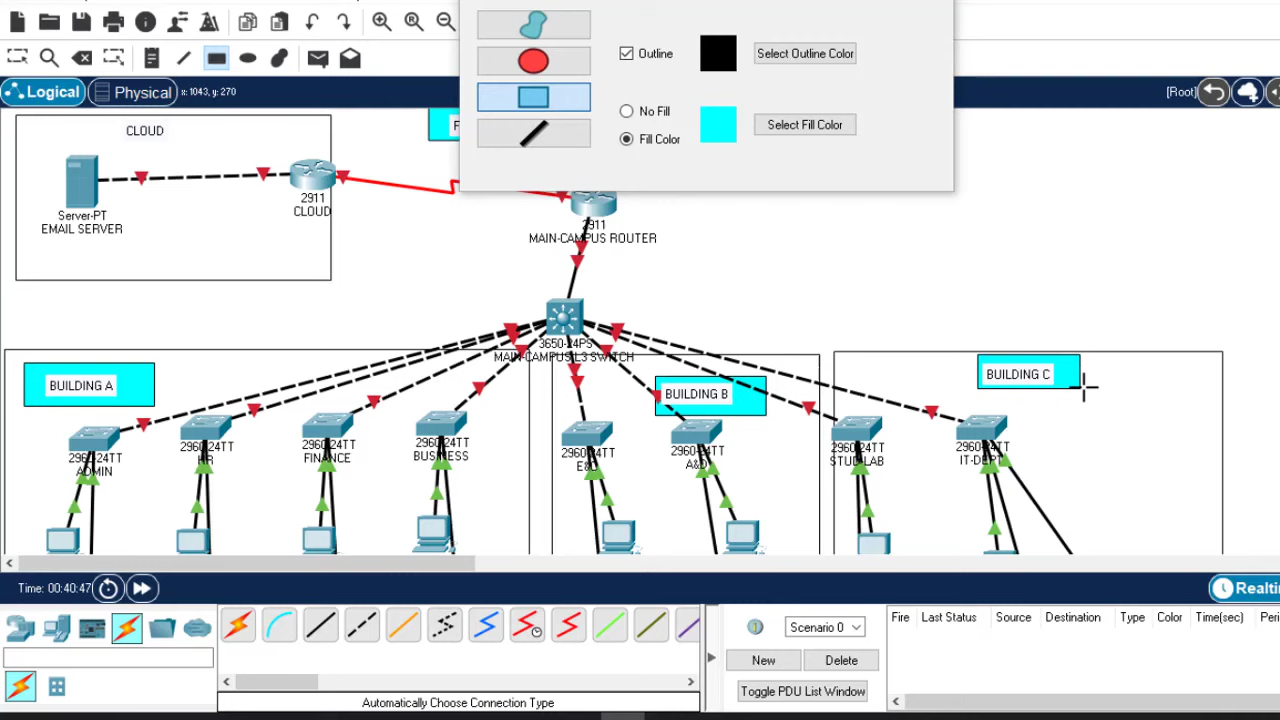 Outline
Select Outline Color
Logical
Physical
x: 1043, y: 270
[Root]
No Fill
Fill Color
Select Fill Color
CLOUD
Server-PT
EMAIL SERVER
2911
CLOUD
2911
MAIN-CAMPUS ROUTER
3650-24PS
MAIN-CAMPUS L3 SWITCH
BUILDING A
BUILDING B
BUILDING C
2960-24TT
ADMIN
2960-24TT
HR
2960-24TT
FINANCE
2960-24TT
BUSINESS
2960-24TT
2960-24TT
A&D
2960-24TT
2960-24TT
IT-DEPT
Time: 00:40:47
Realti
Scenario 0
New
Delete
Toggle PDU List Window
Fire
Last Status
Source
Destination
Type
Color
Time(sec)
Peri
Automatically Choose Connection Type